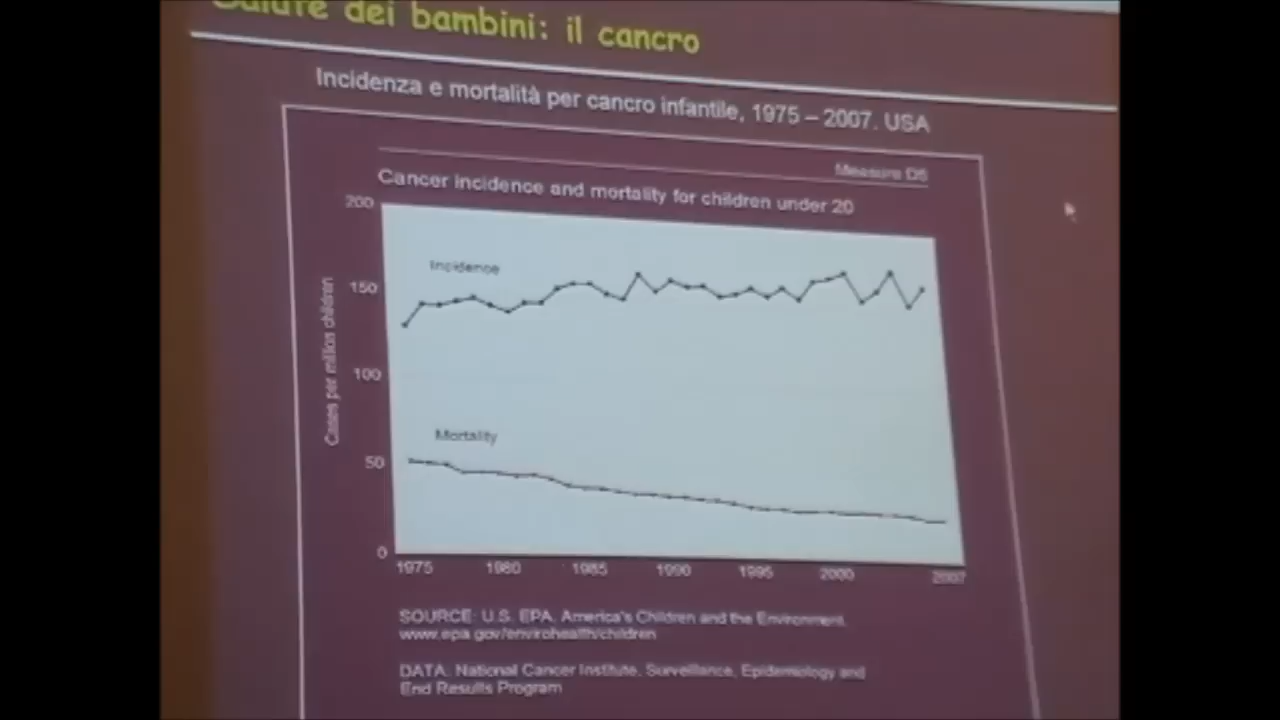 Salute dei bambini: il cancro
Incidenza e mortalità per cancro infantile, 1975 – 2007. USA
Measure D5
Cancer incidence and mortality for children under 20
200
150
100
50
0
Cases per million children
Incidence
Mortality
1975 1980 1985 1990 1995 2000 2007
SOURCE: U.S. EPA. America's Children and the Environment.
www.epa.gov/envirohealth/children
DATA. National Cancer Institute. Surveillance, Epidemiology and
End Results Program